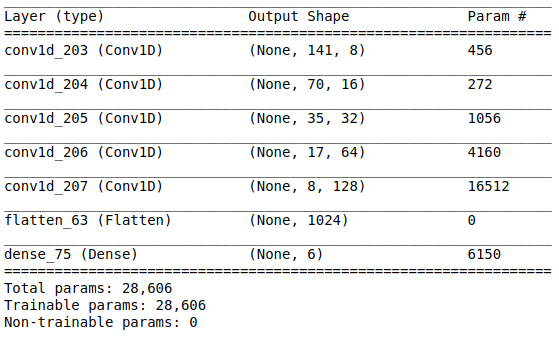 Layer (type) Output Shape Param #
=================================================================
conv1d_203 (Conv1D) (None, 141, 8) 456
conv1d_204 (Conv1D) (None, 70, 16) 272
conv1d_205 (Conv1D) (None, 35, 32) 1056
conv1d_206 (Conv1D) (None, 17, 64) 4160
conv1d_207 (Conv1D) (None, 8, 128) 16512
flatten_63 (Flatten) (None, 1024) 0
dense_75 (Dense) (None, 6) 6150
=================================================================
Total params: 28,606
Trainable params: 28,606
Non-trainable params: 0